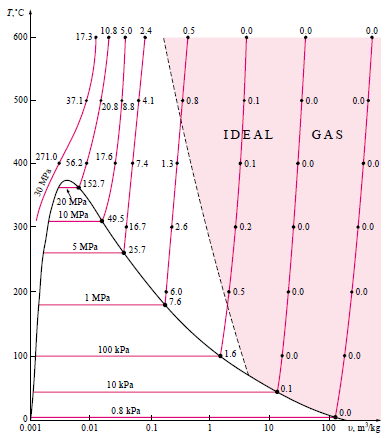 T,°C
600 17.3 10.8 5.0 2.4 0.5 0.0 0.0 0.0
500 37.1 20.8 8.8 4.1 0.8 0.1 0.0 0.0
IDEAL GAS
400 271.0 56.2 17.6 7.4 1.3 0.1 0.0 0.0
30 MPa
152.7
20 MPa
10 MPa 49.5
300 16.7 2.6 0.2 0.0 0.0
5 MPa 25.7
200 6.0 0.5 0.0 0.0
1 MPa 7.6
100 100 kPa 1.6 0.0 0.0
10 kPa 0.1
0.8 kPa 0.0
0
0.001 0.01 0.1 1 10 100 υ, m³/kg